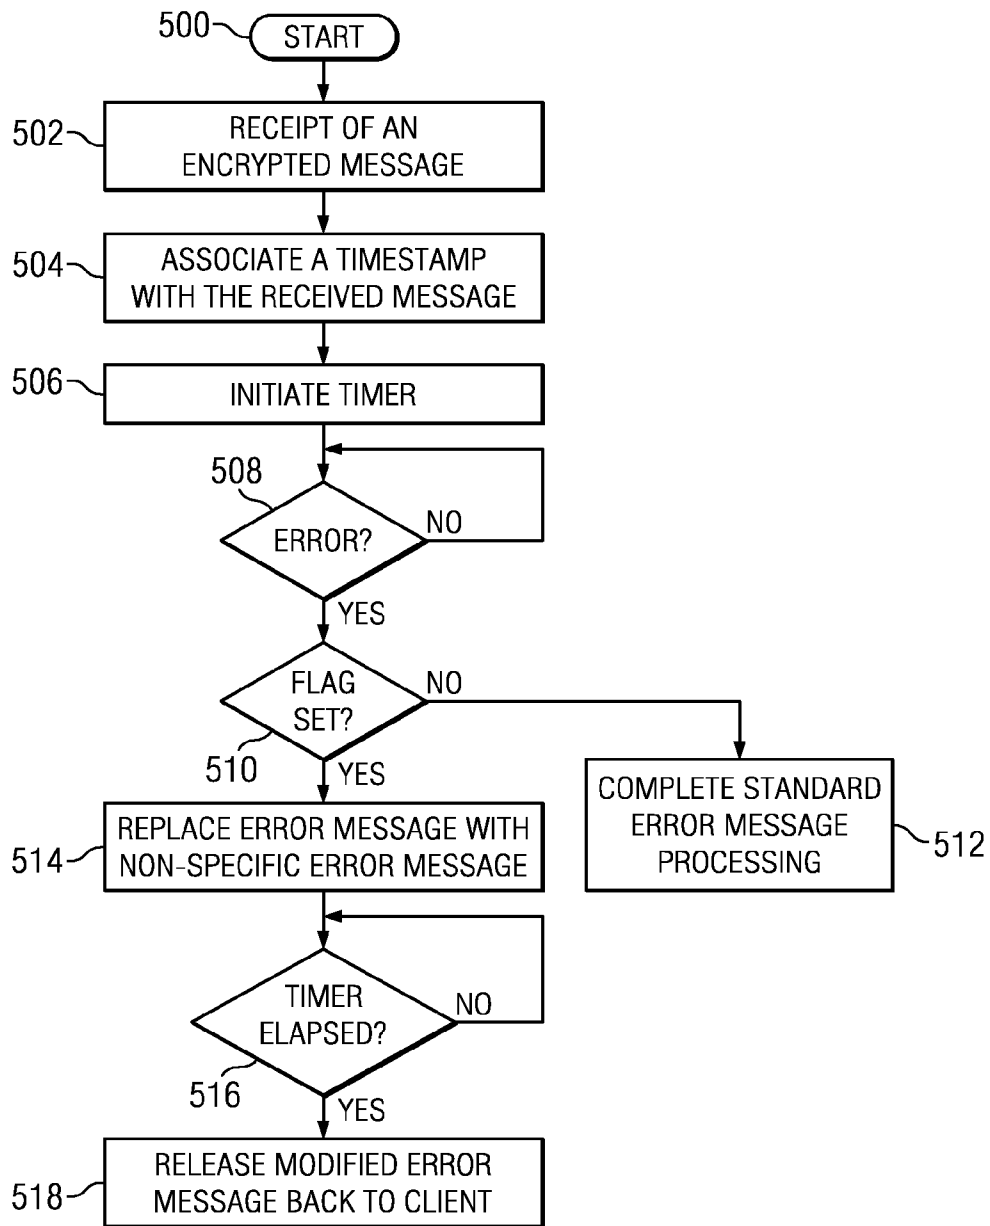 500
START
502
RECEIPT OF AN
ENCRYPTED MESSAGE
504
ASSOCIATE A TIMESTAMP
WITH THE RECEIVED MESSAGE
506
INITIATE TIMER
508
ERROR?
NO
YES
FLAG
SET?
NO
510
YES
COMPLETE STANDARD
ERROR MESSAGE
PROCESSING
512
514
REPLACE ERROR MESSAGE WITH
NON-SPECIFIC ERROR MESSAGE
TIMER
ELAPSED?
NO
516
YES
518
RELEASE MODIFIED ERROR
MESSAGE BACK TO CLIENT